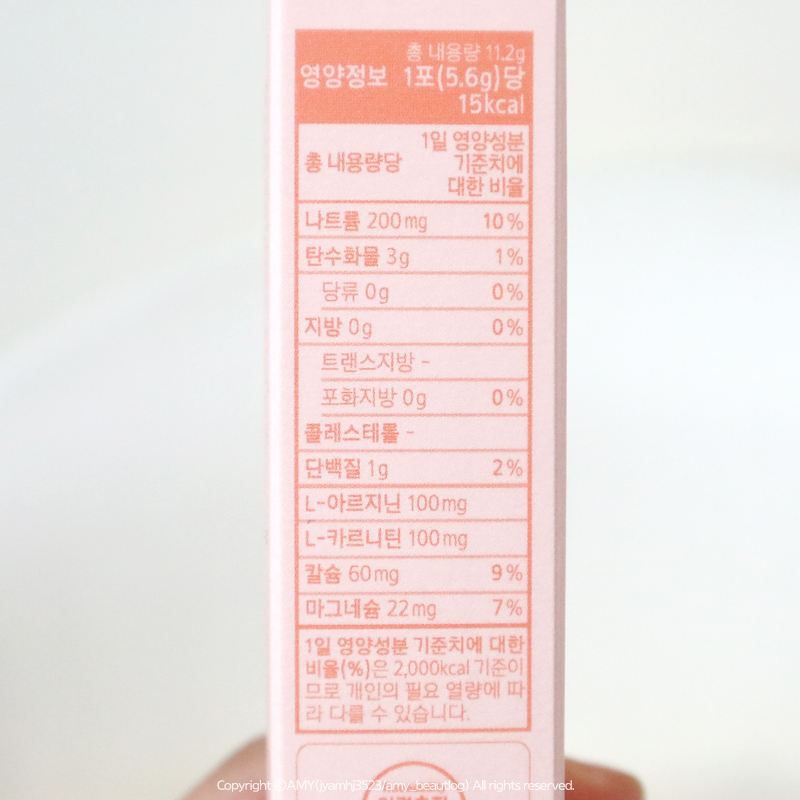 총 내용량 11.2g
영양정보 1포(5.6g)당
15kcal
총 내용량당 1일 영양성분
기준치에
대한 비율
나트륨 200mg 10%
탄수화물 3g 1%
당류 0g 0%
지방 0g 0%
트랜스지방 -
포화지방 0g 0%
콜레스테롤 -
단백질 1g 2%
L-아르지닌 100mg
L-카르니틴 100mg
칼슘 60mg 9%
마그네슘 22mg 7%
1일 영양성분 기준치에 대한
비율(%)은 2,000kcal 기준이
므로 개인의 필요 열량에 따
라 다를 수 있습니다.
Copyright ©AMY(jyamhj3523/amy_beautlog) All rights reserved.